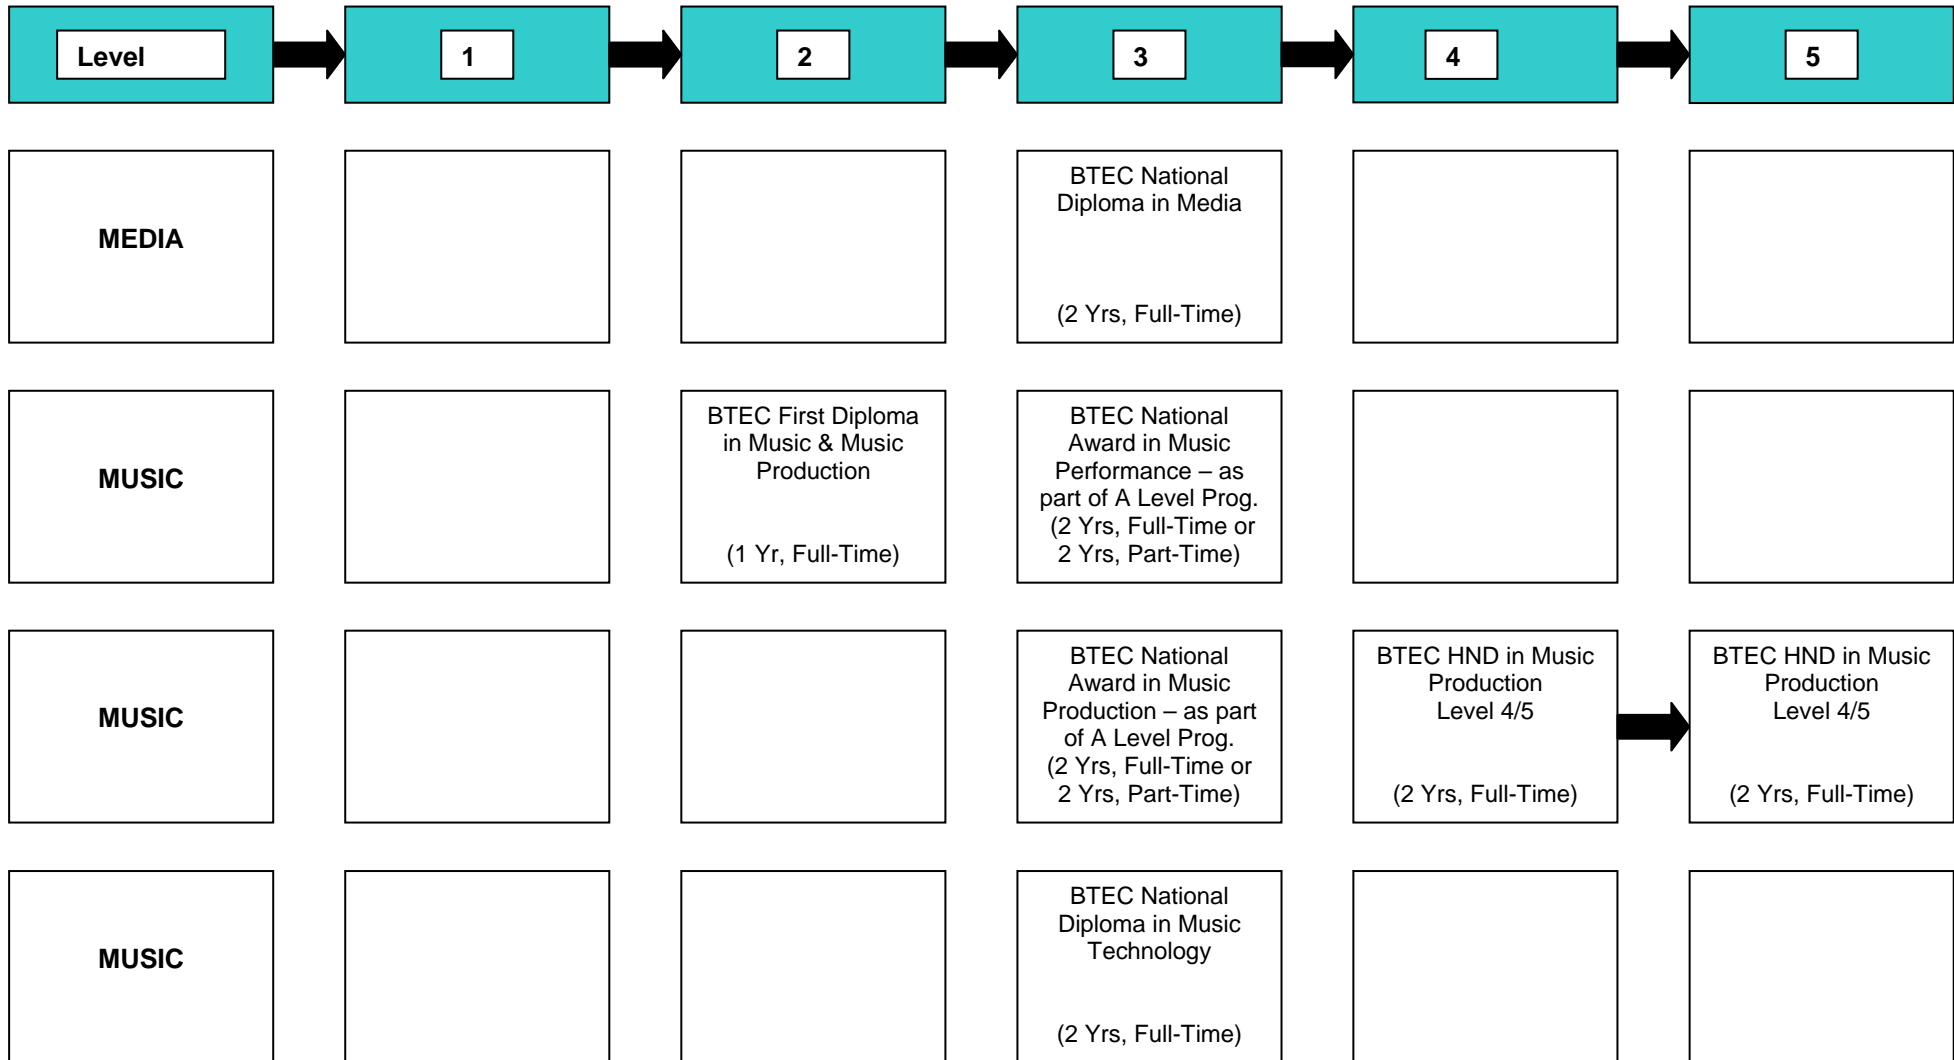 Level
1
2
3
4
5
MEDIA
BTEC National
Diploma in Media
(2 Yrs, Full-Time)
MUSIC
BTEC First Diploma
in Music & Music
Production
(1 Yr, Full-Time)
BTEC National
Award in Music
Performance – as
part of A Level Prog.
(2 Yrs, Full-Time or
2 Yrs, Part-Time)
MUSIC
BTEC National
Award in Music
Production – as part
of A Level Prog.
(2 Yrs, Full-Time or
2 Yrs, Part-Time)
BTEC HND in Music
Production
Level 4/5
(2 Yrs, Full-Time)
BTEC HND in Music
Production
Level 4/5
(2 Yrs, Full-Time)
MUSIC
BTEC National
Diploma in Music
Technology
(2 Yrs, Full-Time)